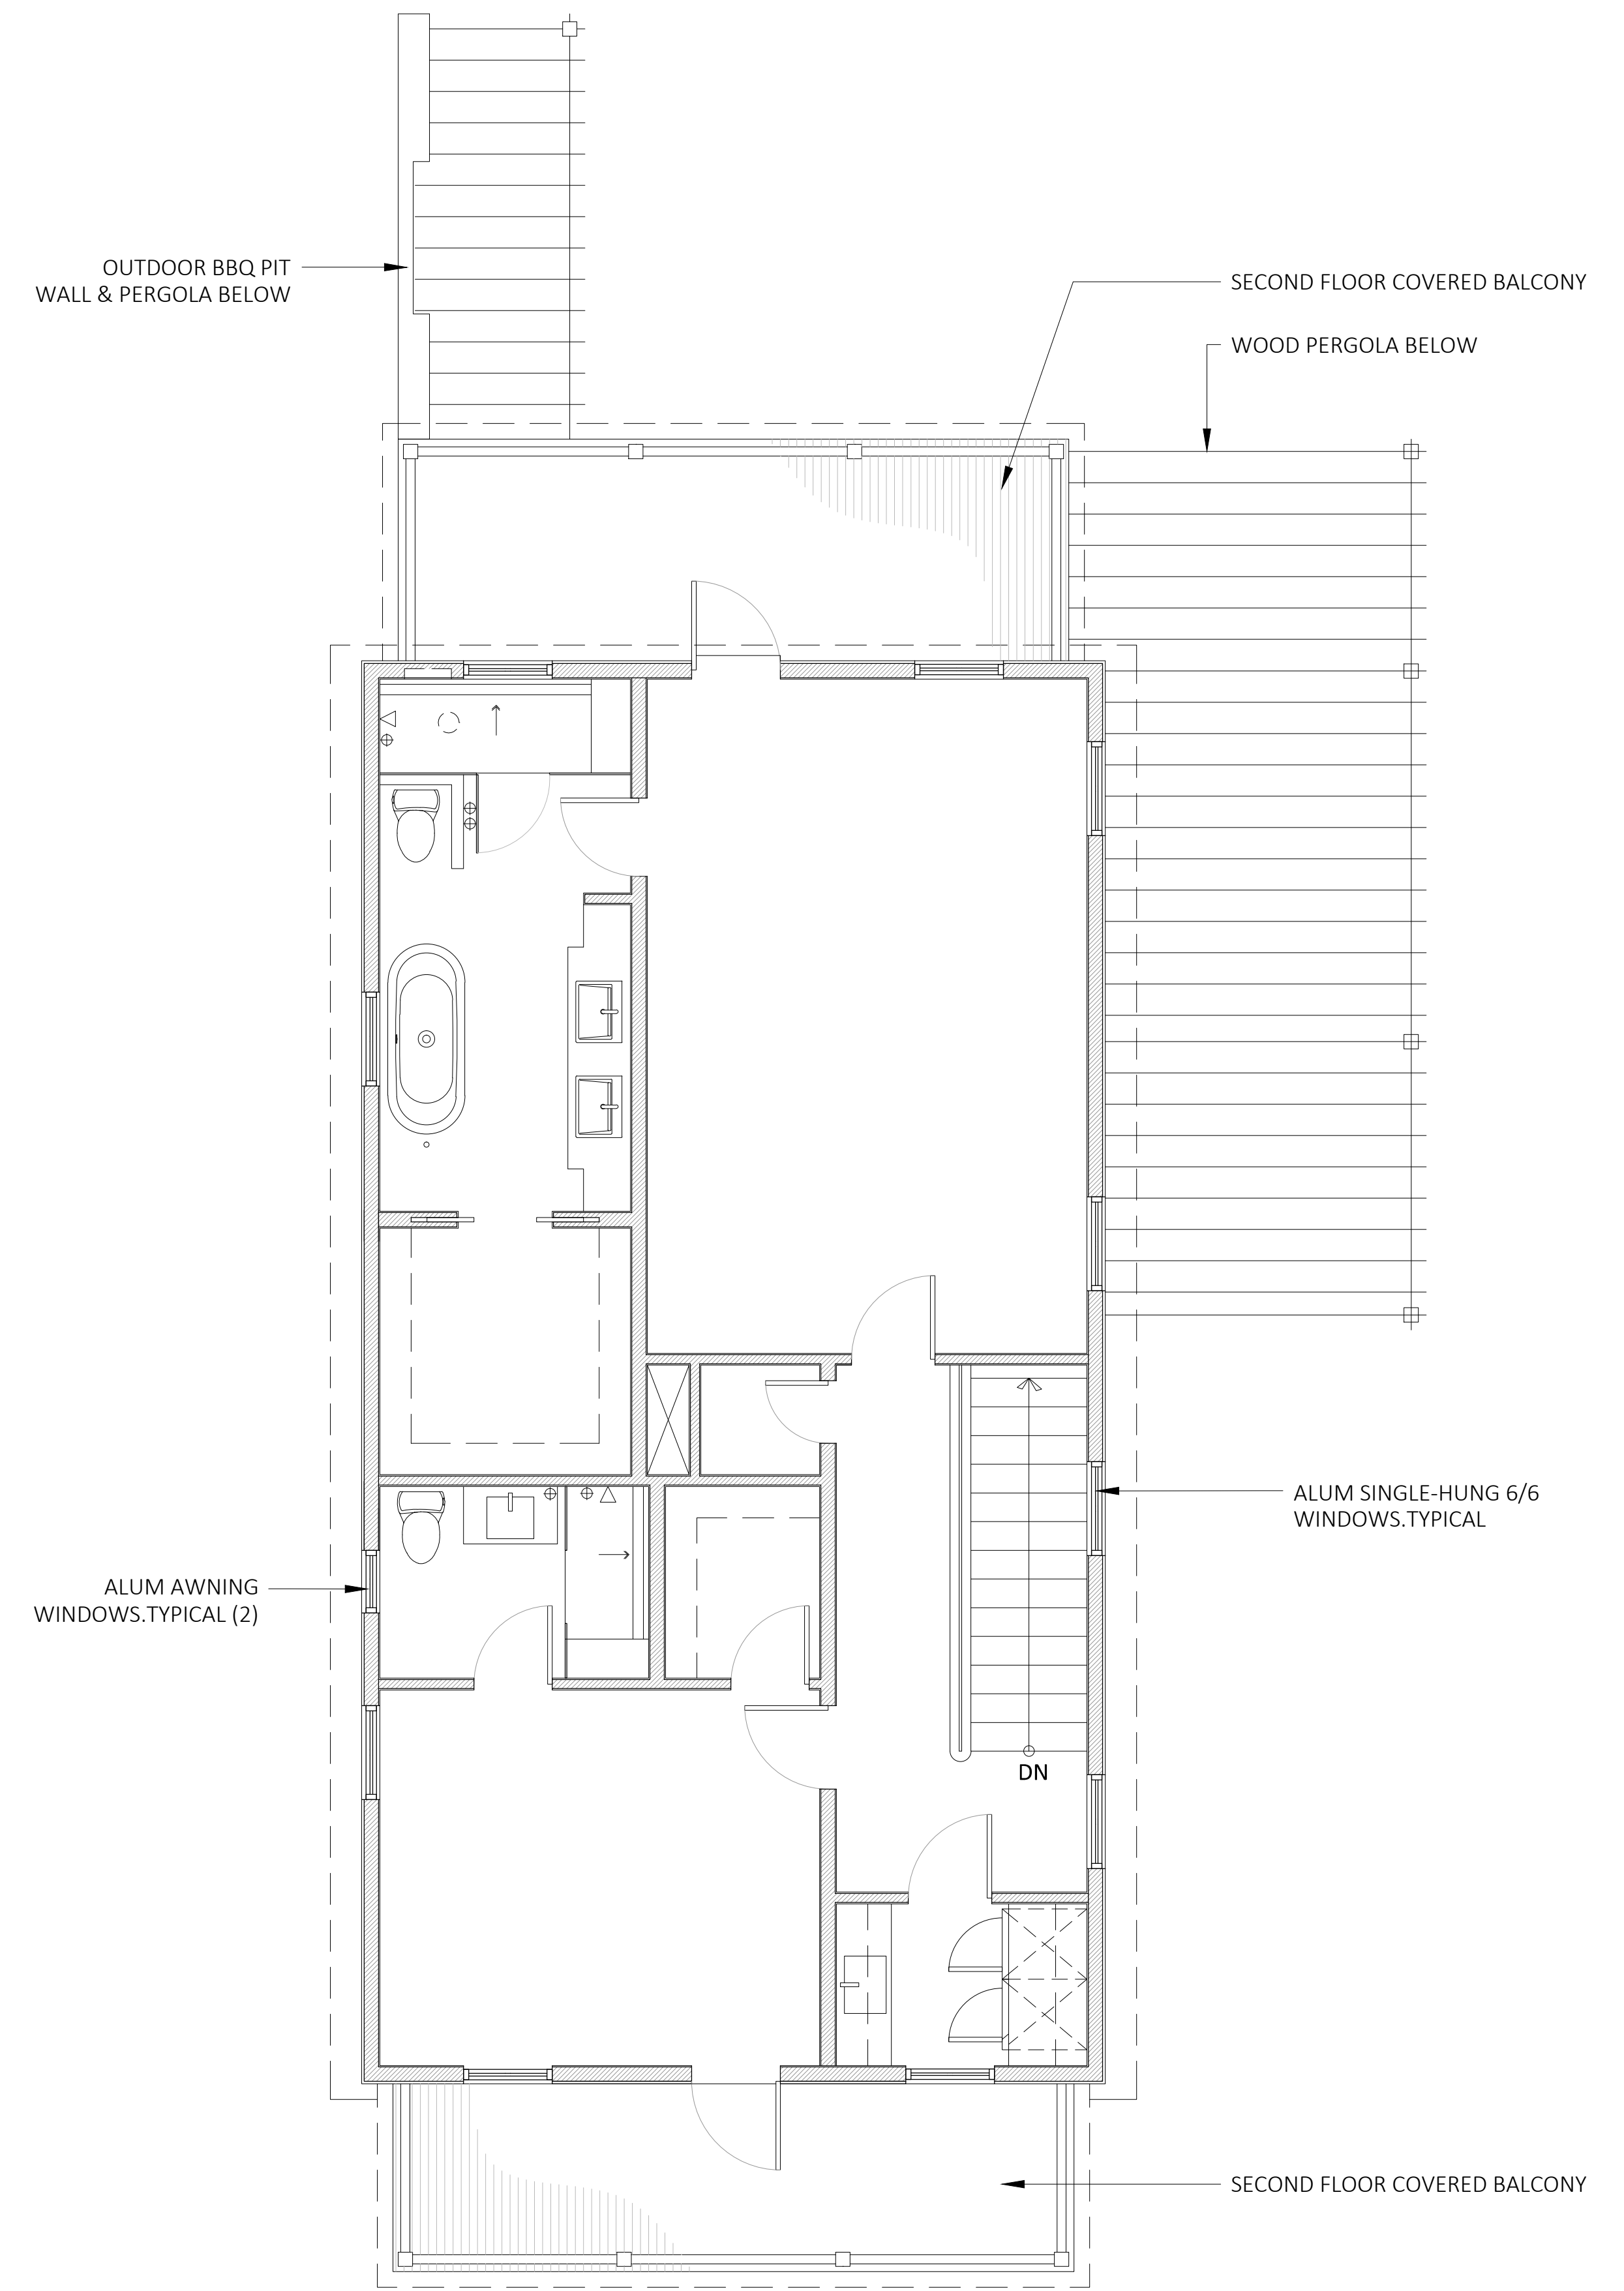 OUTDOOR BBQ PIT
WALL & PERGOLA BELOW
SECOND FLOOR COVERED BALCONY
WOOD PERGOLA BELOW
ALUM SINGLE-HUNG 6/6
WINDOWS.TYPICAL
ALUM AWNING
WINDOWS.TYPICAL (2)
DN
SECOND FLOOR COVERED BALCONY